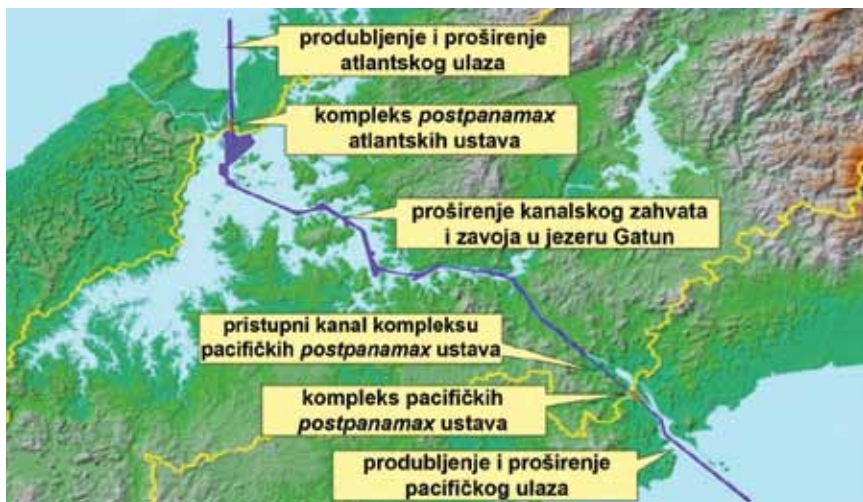 produbljenje i proširenje
atlantskog ulaza
kompleks postpanamax
atlantskih ustava
proširenje kanalskog zahvata
i zavoja u jezeru Gatun
pristupni kanal kompleksu
pacifičkih postpanamax ustava
kompleks pacifičkih
postpanamax ustava
produbljenje i proširenje
pacifičkog ulaza